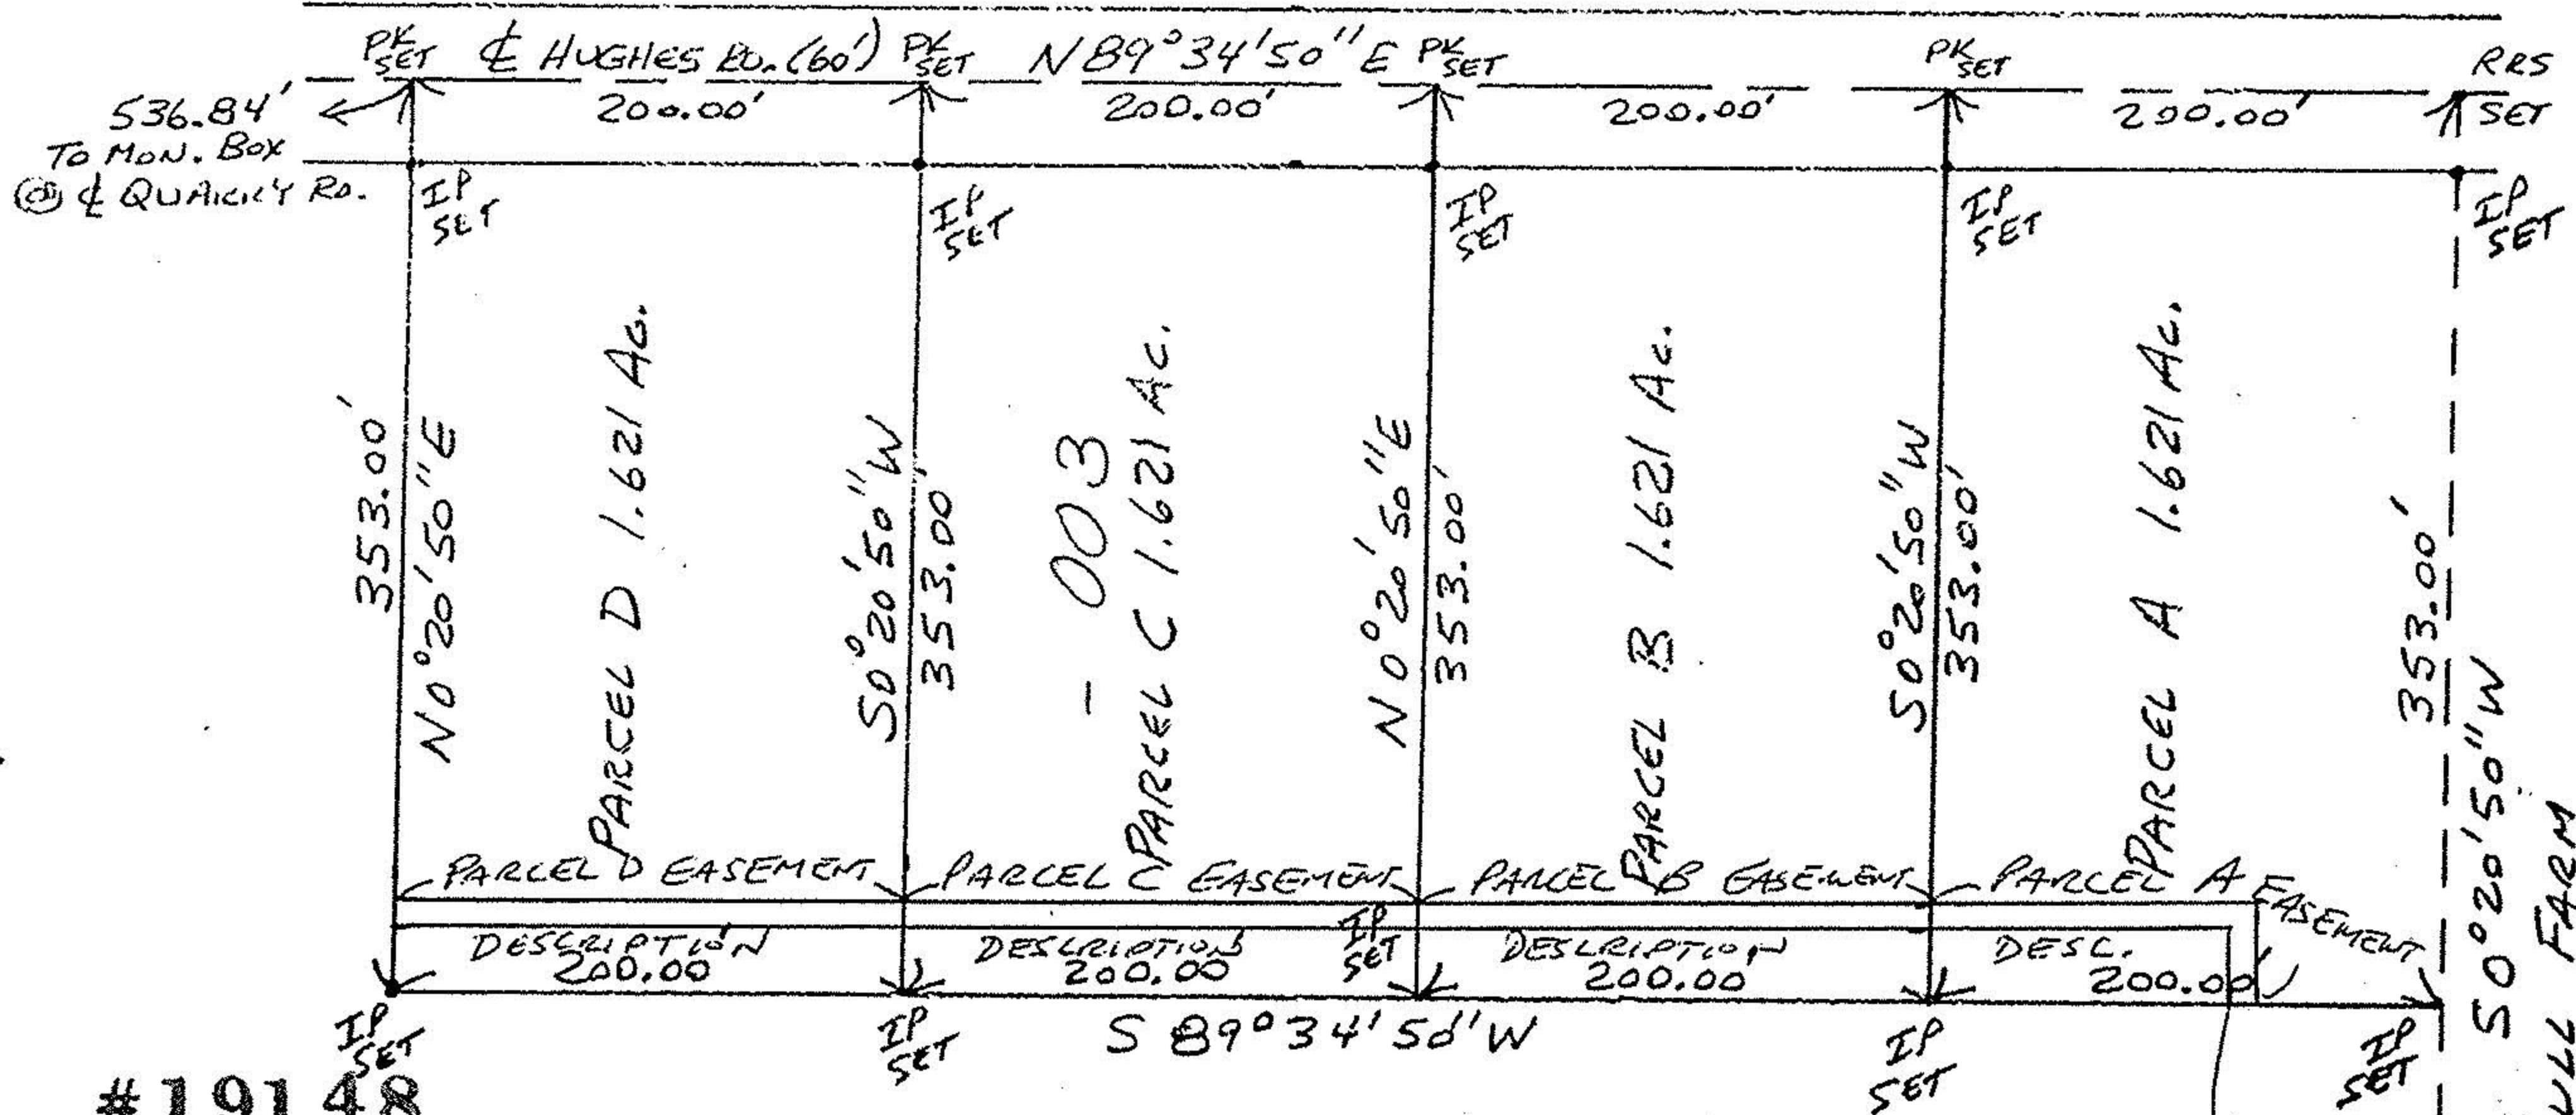 PK SET ℄ HUGHES RD. (60') PK SET N 89°34'50" E PK SET PK SET RRS SET
536.84' 200.00' 200.00' 200.00' 200.00'
TO MON. BOX
@ ℄ QUARRY RD.
IP SET IP SET IP SET IP SET IP SET
353.00'
N 0°20'50" E
PARCEL D 1.621 AC.
S 0°20'50" W
353.00'
- 003
PARCEL C 1.621 AC.
N 0°20'50" E
353.00'
PARCEL B 1.621 AC.
S 0°20'50" W
353.00'
PARCEL A 1.621 AC.
353.00'
S 0°20'50" W
FARM
PARCEL D EASEMENT PARCEL C EASEMENT PARCEL B EASEMENT PARCEL A EASEMENT
DESCRIPTION DESCRIPTION IP SET DESCRIPTION DESC.
200.00 200.00 200.00 200.00'
IP SET IP SET S 89°34'50" W IP SET IP SET
#19148